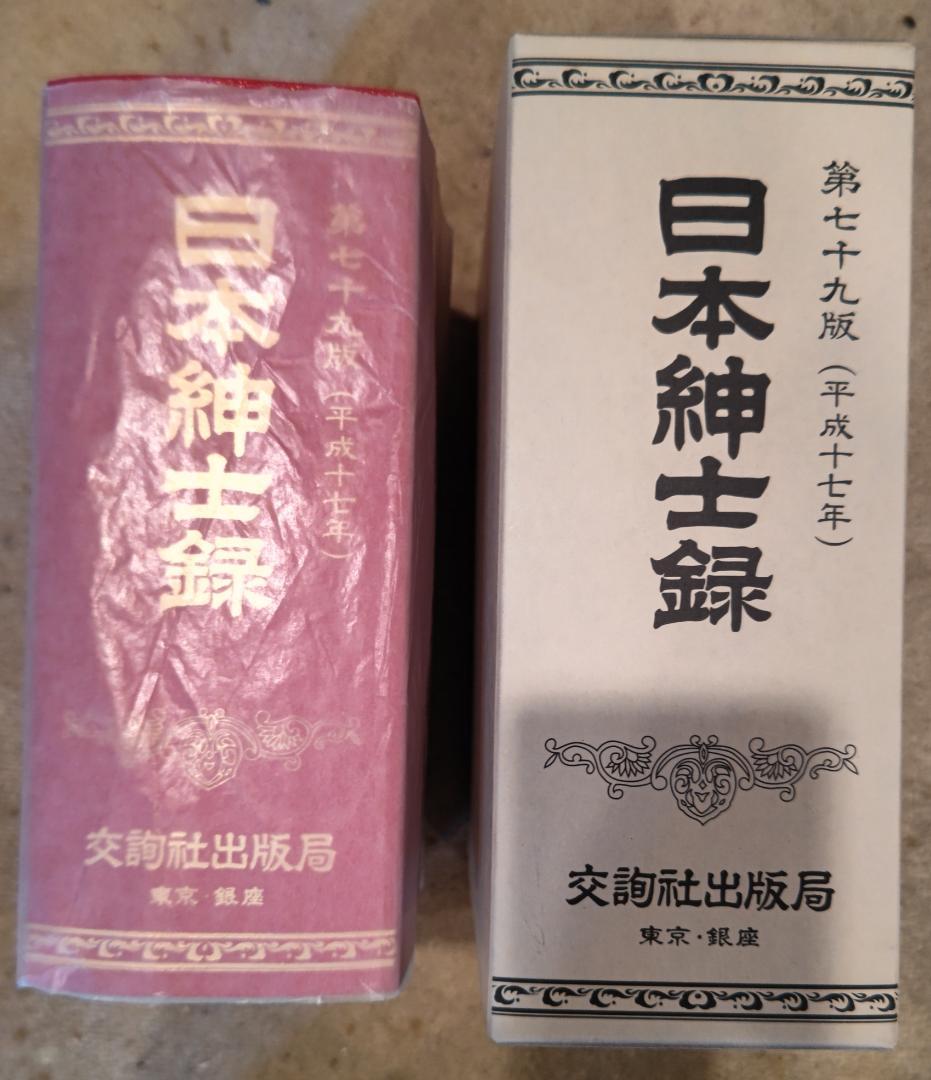 第七十九版（平成十七年）
日本紳士録
交詢社出版局
東京・銀座
第七十九版（平成十七年）
日本紳士録
交詢社出版局
東京・銀座